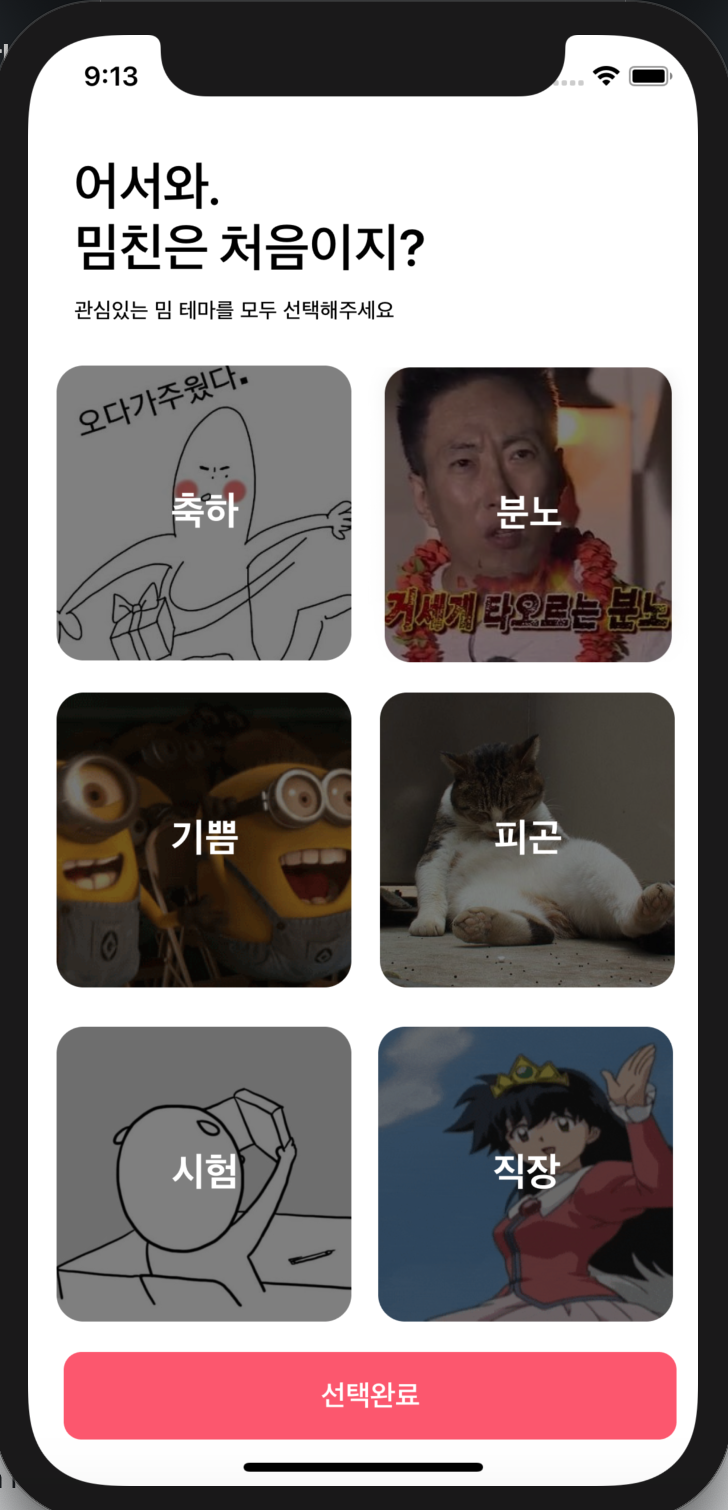 9:13
어서와.
밈친은 처음이지?
관심있는 밈 테마를 모두 선택해주세요
오다가주웠다.
축하
분노
거세게 타오르는 분노
기쁨
피곤
시험
직장
선택완료